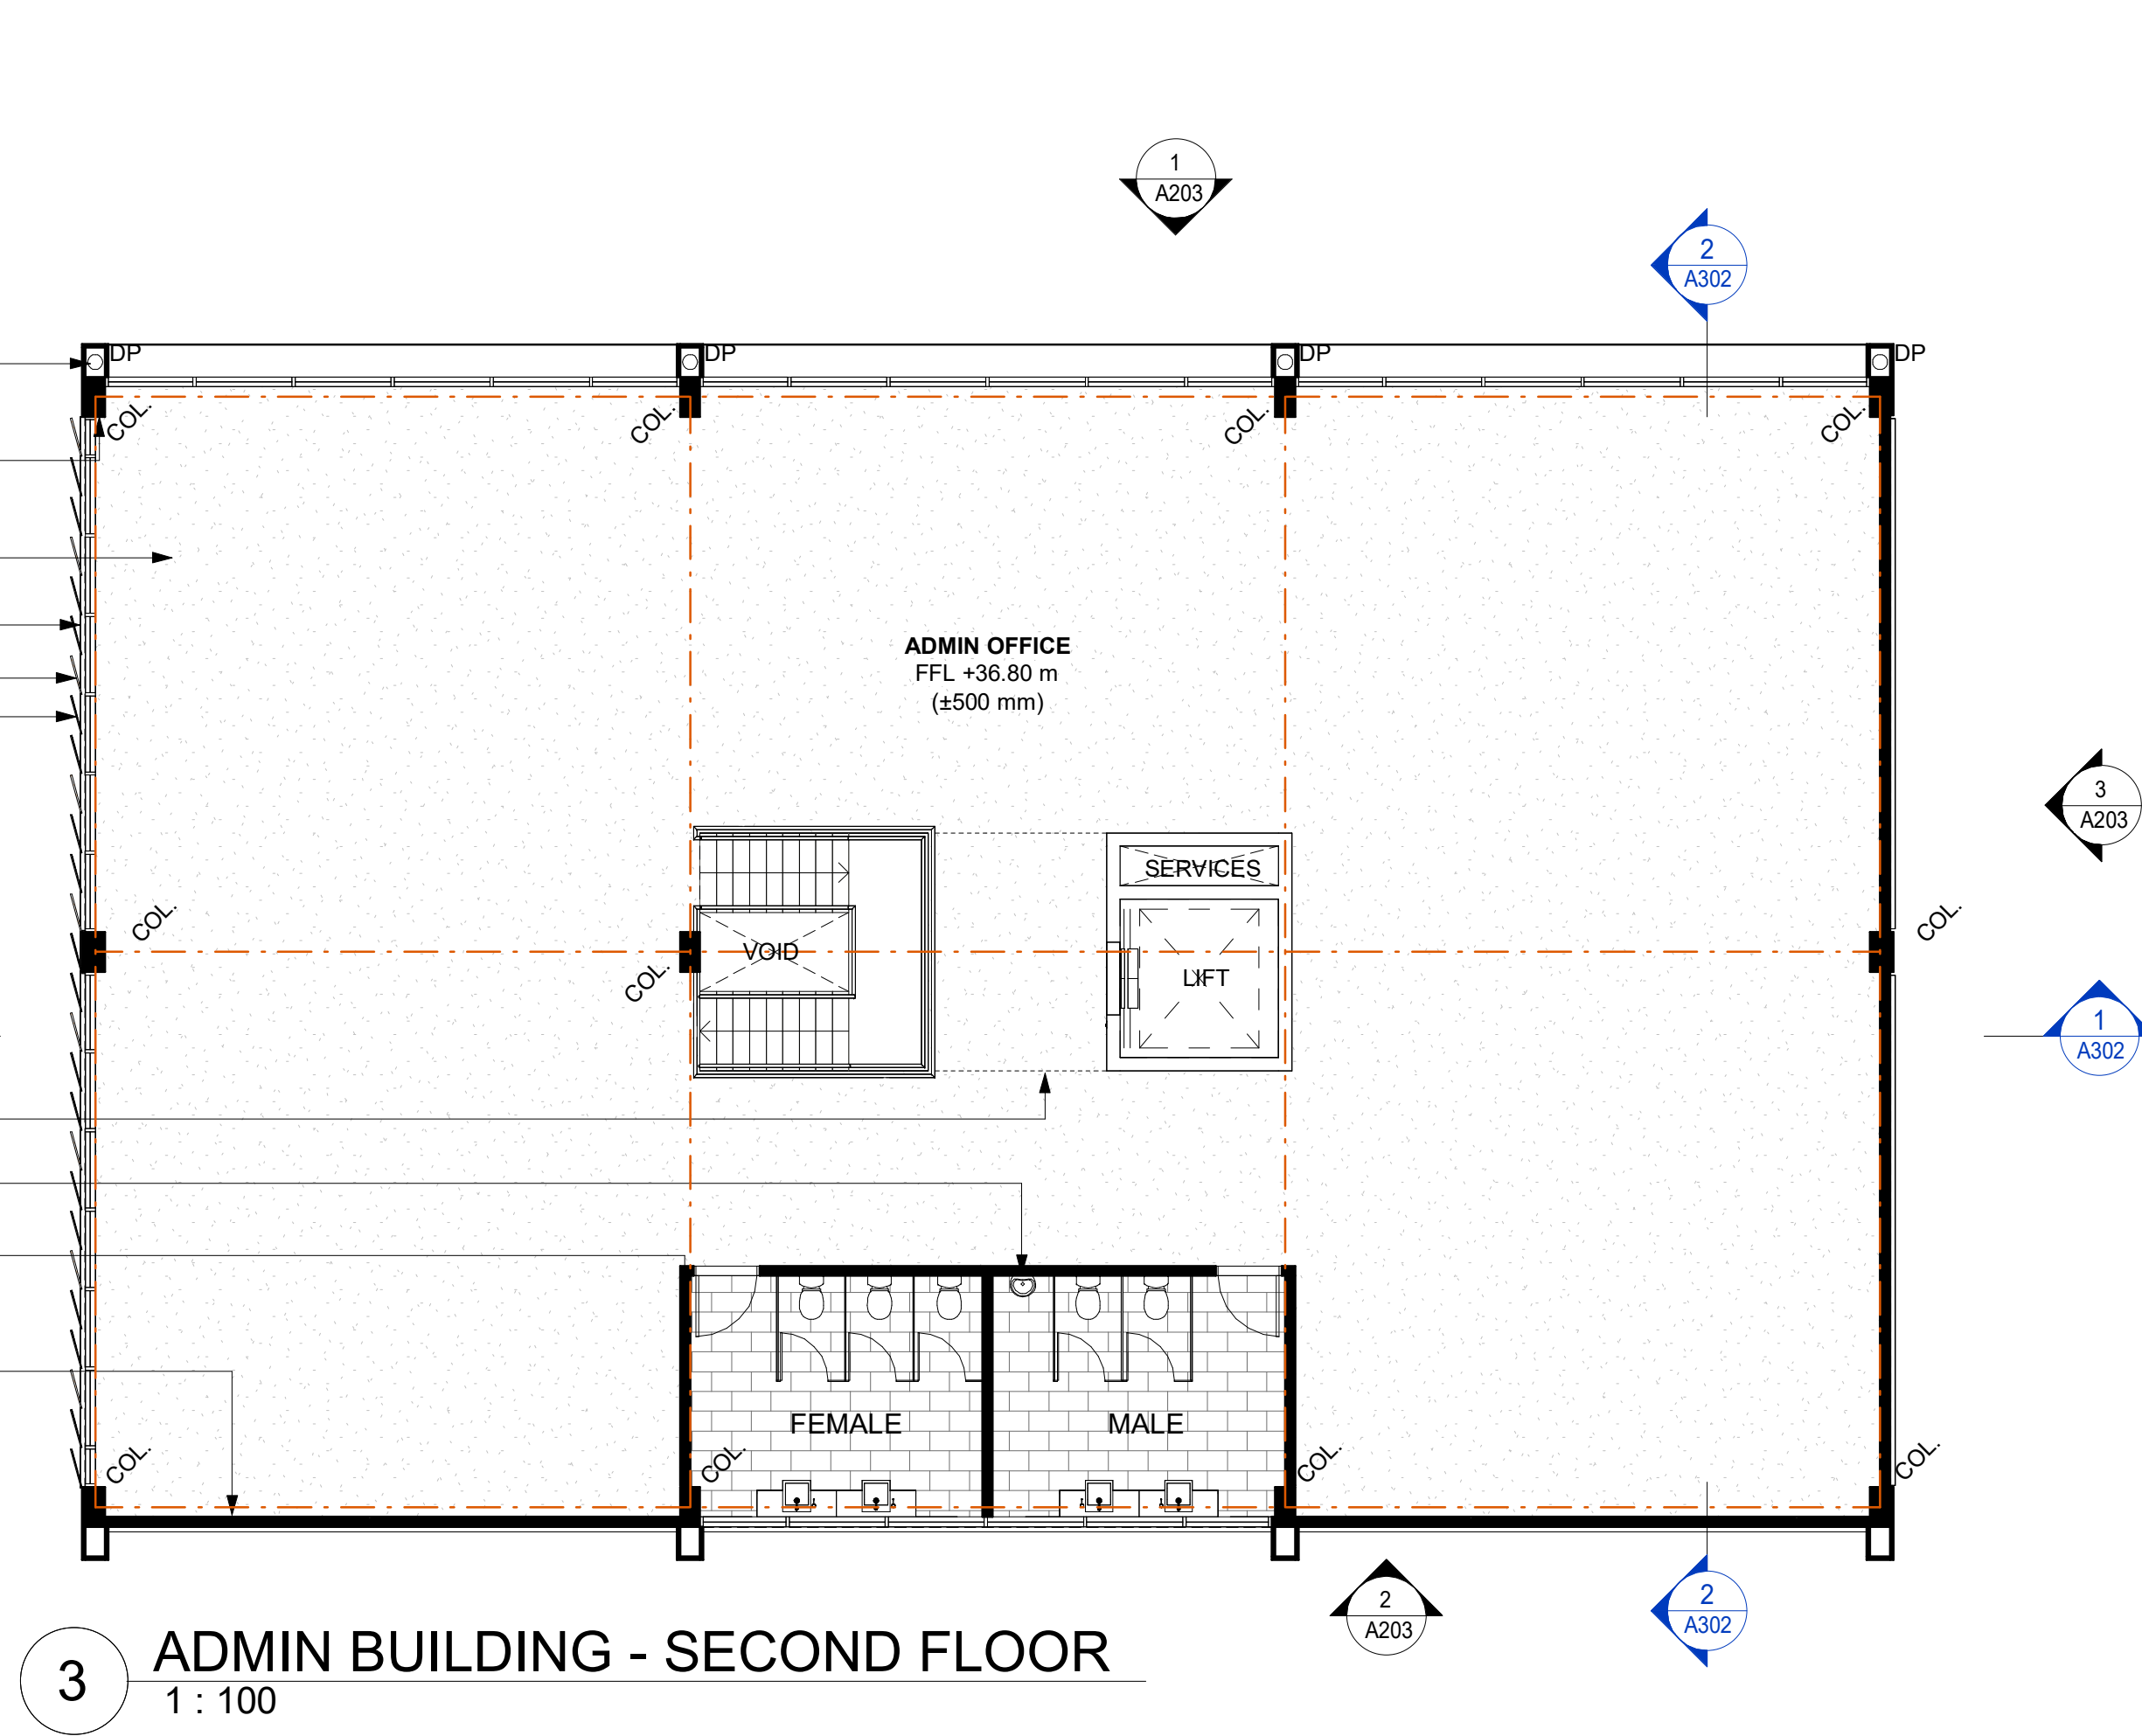 1
A203
2
A302
DP
DP
DP
DP
COL.
COL.
COL.
COL.
ADMIN OFFICE
FFL +36.80 m
(±500 mm)
3
A203
SERVICES
COL.
COL.
VOID
COL.
LIFT
1
A302
FEMALE
MALE
COL.
COL.
COL.
COL.
2
A203
2
A302
3
ADMIN BUILDING - SECOND FLOOR
1 : 100